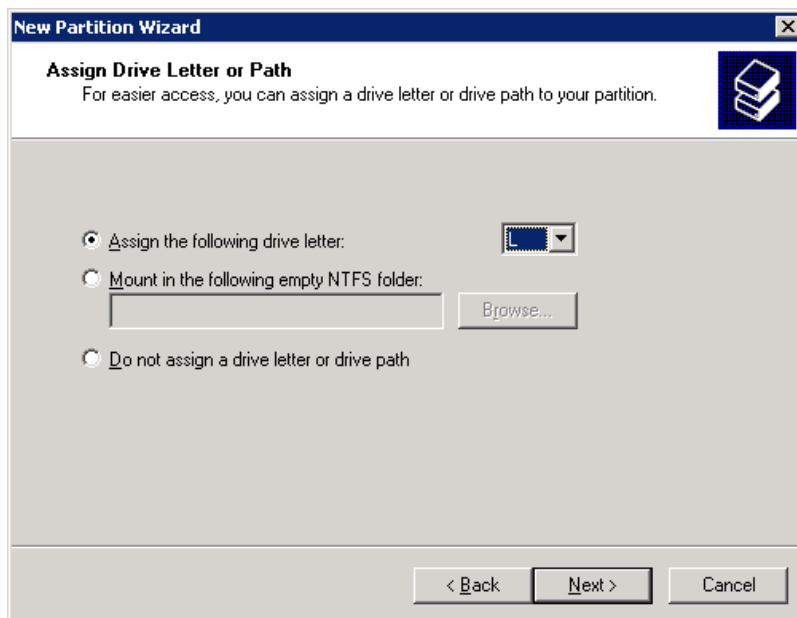 New Partition Wizard
Assign Drive Letter or Path
For easier access, you can assign a drive letter or drive path to your partition.
Assign the following drive letter: L
Mount in the following empty NTFS folder:
Browse...
Do not assign a drive letter or drive path
< Back Next > Cancel